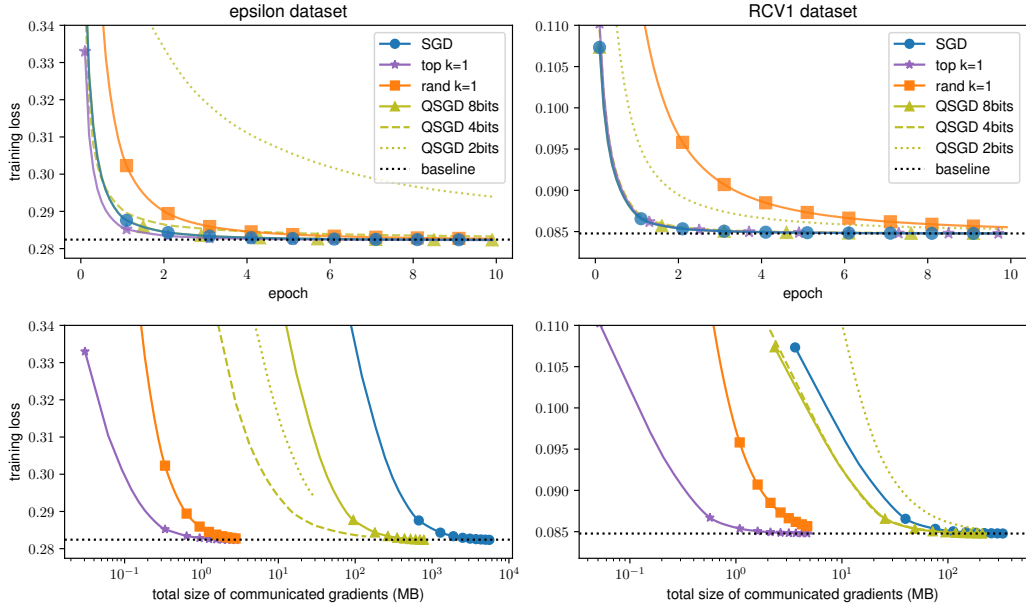 epsilon dataset
RCV1 dataset
training loss
0.34
0.33
0.32
0.31
0.30
0.29
0.28
0 2 4 6 8 10
epoch
SGD
top k=1
rand k=1
QSGD 8bits
QSGD 4bits
QSGD 2bits
baseline
0.110
0.105
0.100
0.095
0.090
0.085
0 2 4 6 8 10
epoch
SGD
top k=1
rand k=1
QSGD 8bits
QSGD 4bits
QSGD 2bits
baseline
training loss
0.34
0.33
0.32
0.31
0.30
0.29
0.28
10⁻¹ 10⁰ 10¹ 10² 10³ 10⁴
total size of communicated gradients (MB)
training loss
0.110
0.105
0.100
0.095
0.090
0.085
10⁻¹ 10⁰ 10¹ 10²
total size of communicated gradients (MB)